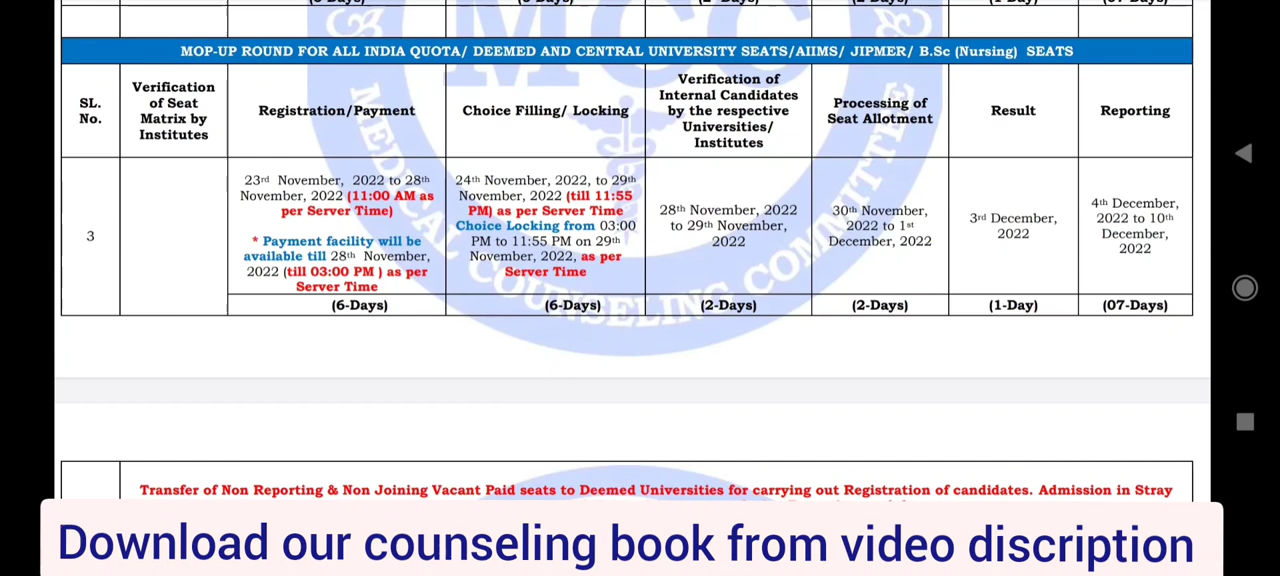 MOP-UP ROUND FOR ALL INDIA QUOTA/ DEEMED AND CENTRAL UNIVERSITY SEATS/AIIMS/ JIPMER/ B.Sc (Nursing) SEATS
SL. No.
Verification of Seat Matrix by Institutes
Registration/Payment
Choice Filling/ Locking
Verification of Internal Candidates by the respective Universities/ Institutes
Processing of Seat Allotment
Result
Reporting
3
23rd November, 2022 to 28th
November, 2022 (11:00 AM as
per Server Time)
* Payment facility will be
available till 28th November,
2022 (till 03:00 PM ) as per
Server Time
24th November, 2022, to 29th
November, 2022 (till 11:55
PM) as per Server Time
Choice Locking from 03:00
PM to 11:55 PM on 29th
November, 2022, as per
Server Time
28th November, 2022
to 29th November,
2022
30th November,
2022 to 1st
December, 2022
3rd December,
2022
4th December,
2022 to 10th
December,
2022
(6-Days)
(6-Days)
(2-Days)
(2-Days)
(1-Day)
(07-Days)
MCC
MEDICAL COUNSELING COMMITTEE
Transfer of Non Reporting & Non Joining Vacant Paid seats to Deemed Universities for carrying out Registration of candidates. Admission in Stray
Download our counseling book from video discription